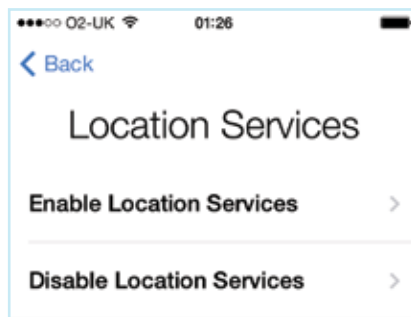 O2-UK 01:26
Back
Location Services
Enable Location Services
Disable Location Services